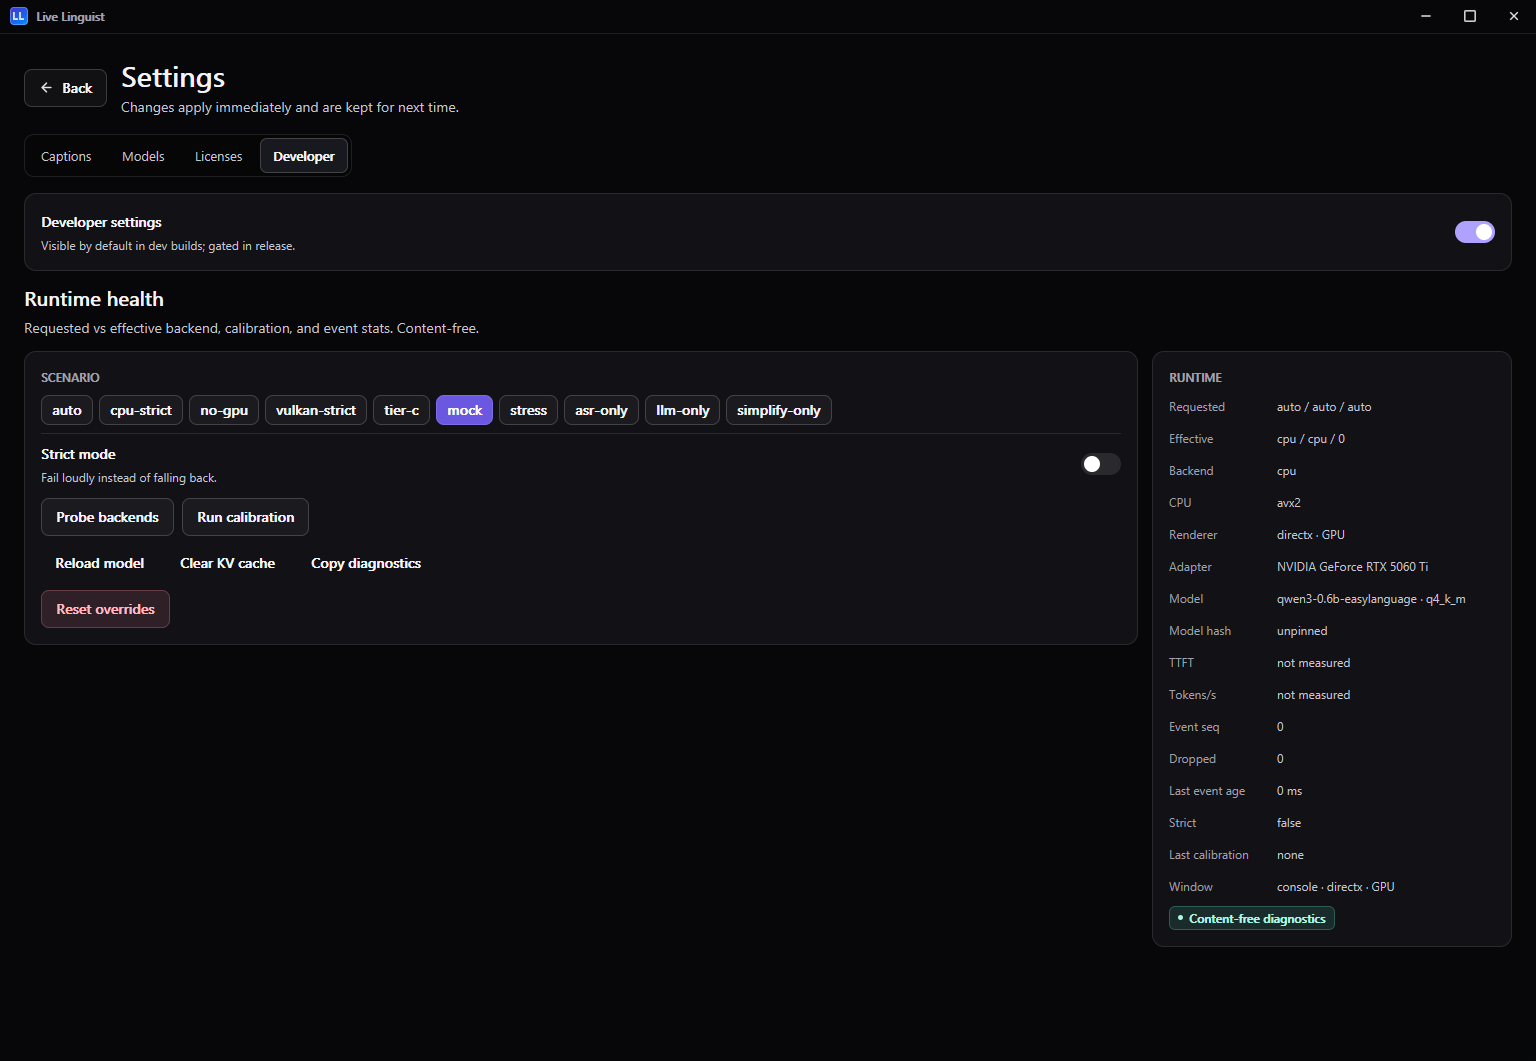 LL Live Linguist
← Back
Settings
Changes apply immediately and are kept for next time.
Captions Models Licenses Developer
Developer settings
Visible by default in dev builds; gated in release.
Runtime health
Requested vs effective backend, calibration, and event stats. Content-free.
SCENARIO
auto cpu-strict no-gpu vulkan-strict tier-c mock stress asr-only llm-only simplify-only
Strict mode
Fail loudly instead of falling back.
Probe backends Run calibration
Reload model Clear KV cache Copy diagnostics
Reset overrides
RUNTIME
Requested auto / auto / auto
Effective cpu / cpu / 0
Backend cpu
CPU avx2
Renderer directx · GPU
Adapter NVIDIA GeForce RTX 5060 Ti
Model qwen3-0.6b-easylanguage · q4_k_m
Model hash unpinned
TTFT not measured
Tokens/s not measured
Event seq 0
Dropped 0
Last event age 0 ms
Strict false
Last calibration none
Window console · directx · GPU
• Content-free diagnostics